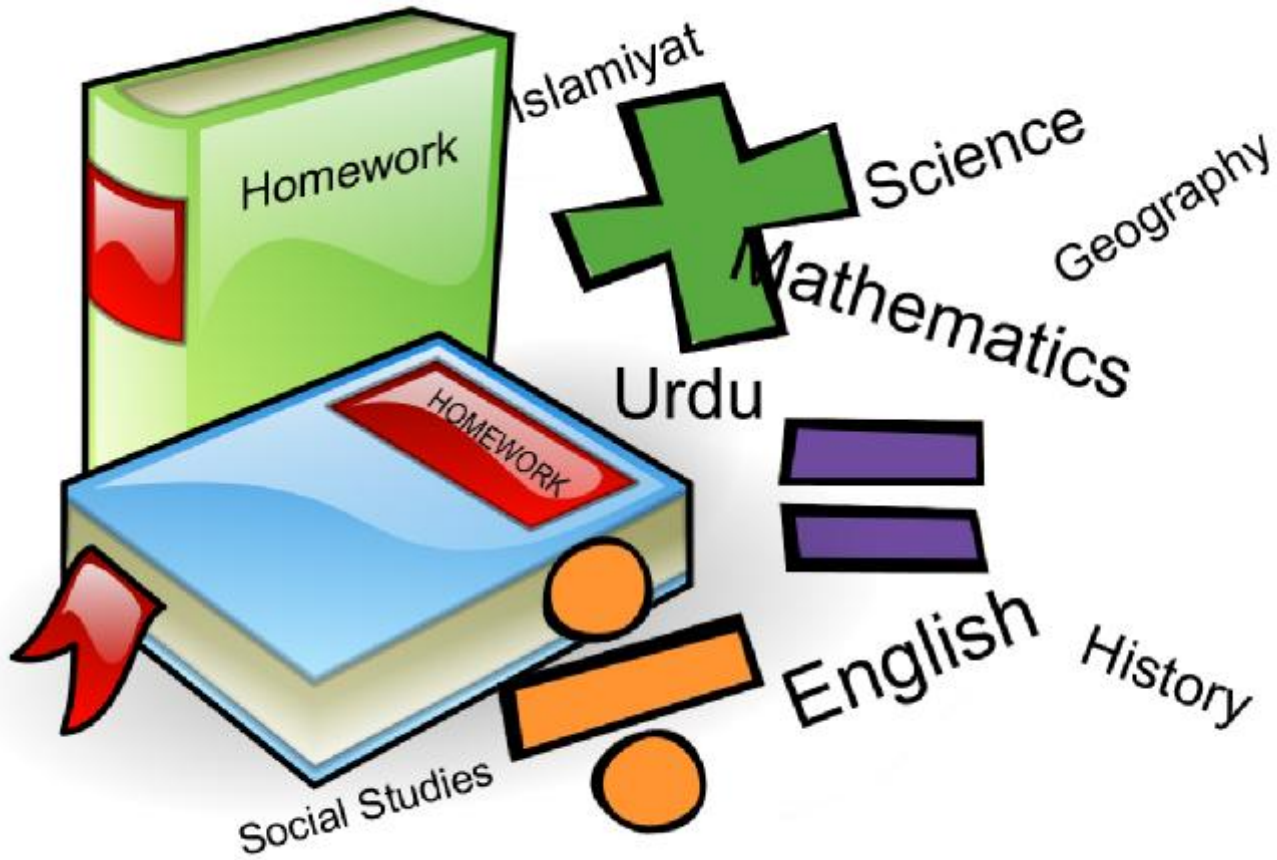 Islamiyat
Homework
Science
Geography
Mathematics
Urdu
HOMEWORK
English
History
Social Studies